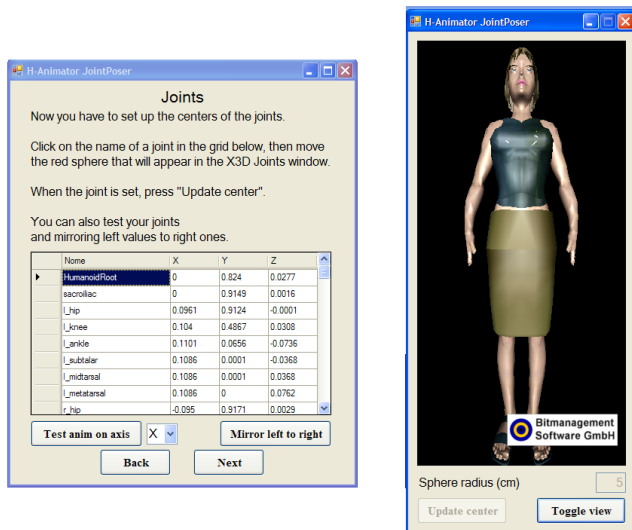 H-Animator JointPoser
Joints
Now you have to set up the centers of the joints.
Click on the name of a joint in the grid below, then move
the red sphere that will appear in the X3D Joints window.
When the joint is set, press "Update center".
You can also test your joints
and mirroring left values to right ones.
Nome X Y Z
HumanoidRoot 0 0.824 0.0277
sacroiliac 0 0.9149 0.0016
l_hip 0.0961 0.9124 -0.0001
l_knee 0.104 0.4867 0.0308
l_ankle 0.1101 0.0656 -0.0736
l_subtalar 0.1086 0.0001 -0.0368
l_midtarsal 0.1086 0.0001 0.0368
l_metatarsal 0.1086 0 0.0762
r_hip -0.095 0.9171 0.0029
Test anim on axis X Mirror left to right
Back Next
H-Animator JointPoser
Bitmanagement
Software GmbH
Sphere radius (cm) 5
Update center Toggle view